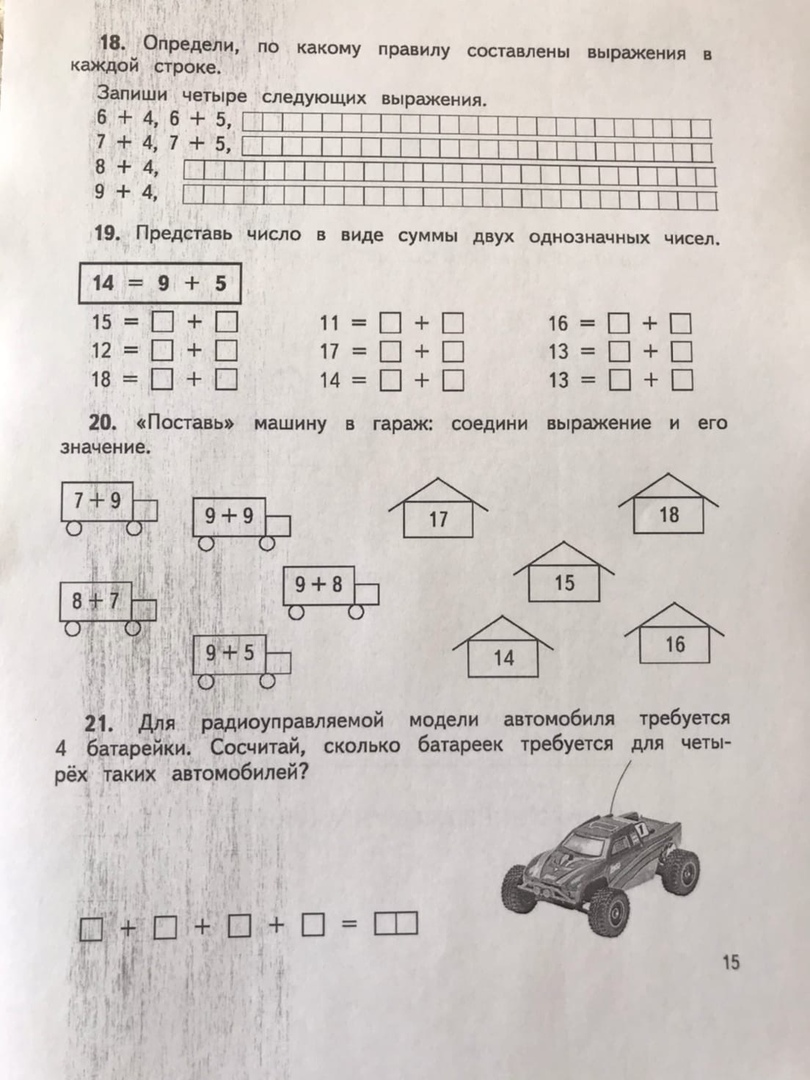 18. Определи, по какому правилу составлены выражения в
каждой строке.
Запиши четыре следующих выражения.
6 + 4, 6 + 5,
7 + 4, 7 + 5,
8 + 4,
9 + 4,
19. Представь число в виде суммы двух однозначных чисел.
14 = 9 + 5
15 = □ + □ 11 = □ + □ 16 = □ + □
12 = □ + □ 17 = □ + □ 13 = □ + □
18 = □ + □ 14 = □ + □ 13 = □ + □
20. «Поставь» машину в гараж: соедини выражение и его
значение.
7 + 9
9 + 9
17
18
9 + 8
15
8 + 7
9 + 5
14
16
21. Для радиоуправляемой модели автомобиля требуется
4 батарейки. Сосчитай, сколько батареек требуется для четы-
рёх таких автомобилей?
□ + □ + □ + □ = □□
15